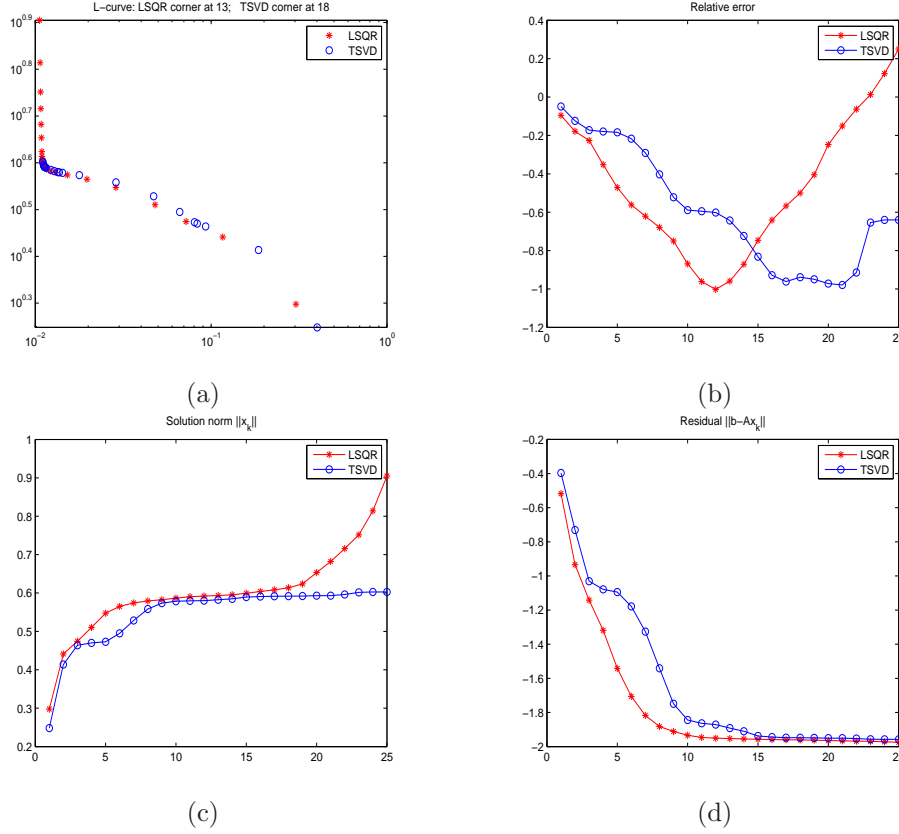 L−curve: LSQR corner at 13;   TSVD corner at 18
10^0.9
10^0.8
10^0.7
10^0.6
10^0.5
10^0.4
10^0.3
10^−2
10^−1
10^0
LSQR
TSVD
(a)
Relative error
0.4
0.2
0
−0.2
−0.4
−0.6
−0.8
−1
−1.2
0 5 10 15 20 25
LSQR
TSVD
(b)
Solution norm ||x_k||
1
0.9
0.8
0.7
0.6
0.5
0.4
0.3
0.2
0 5 10 15 20 25
LSQR
TSVD
(c)
Residual ||b−Ax_k||
−0.2
−0.4
−0.6
−0.8
−1
−1.2
−1.4
−1.6
−1.8
−2
0 5 10 15 20 25
LSQR
TSVD
(d)